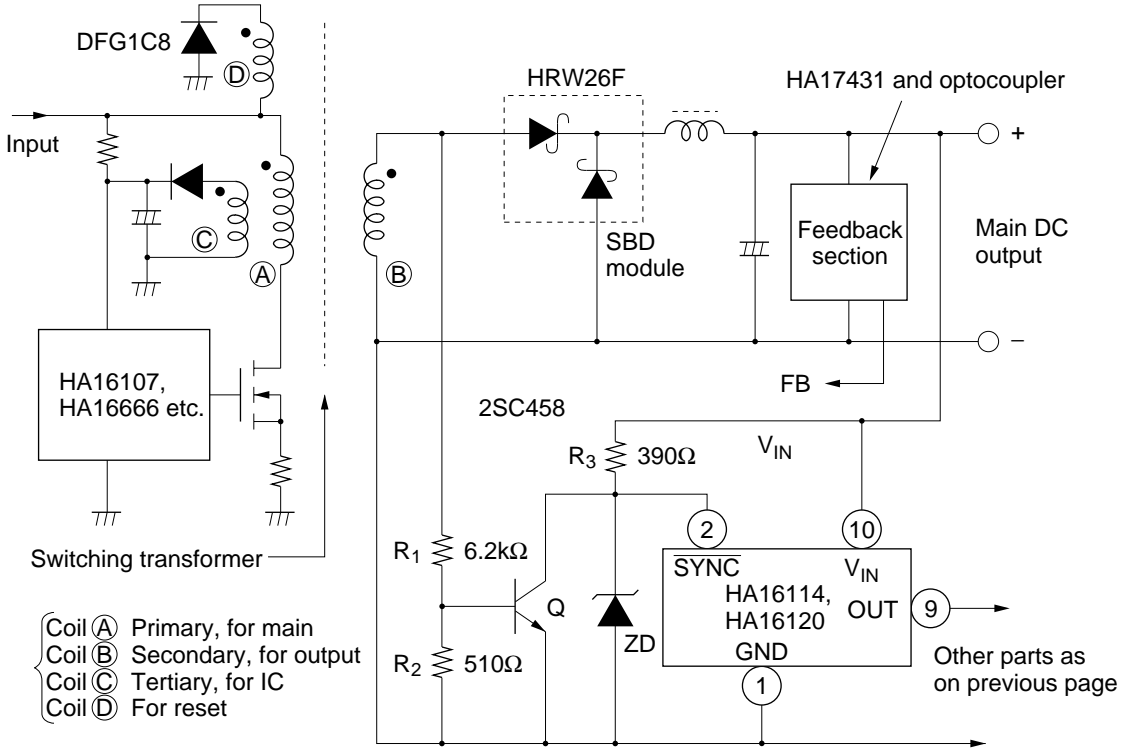 DFG1C8
D
HRW26F
HA17431 and optocoupler
Input
C
A
B
SBD
module
Feedback
section
+
Main DC
output
−
FB
HA16107,
HA16666 etc.
2SC458
R3 390Ω
VIN
Switching transformer
R1 6.2kΩ
Q
R2 510Ω
ZD
2
10
SYNC
VIN
HA16114,
HA16120
OUT
9
GND
1
Other parts as
on previous page
Coil A Primary, for main
Coil B Secondary, for output
Coil C Tertiary, for IC
Coil D For reset